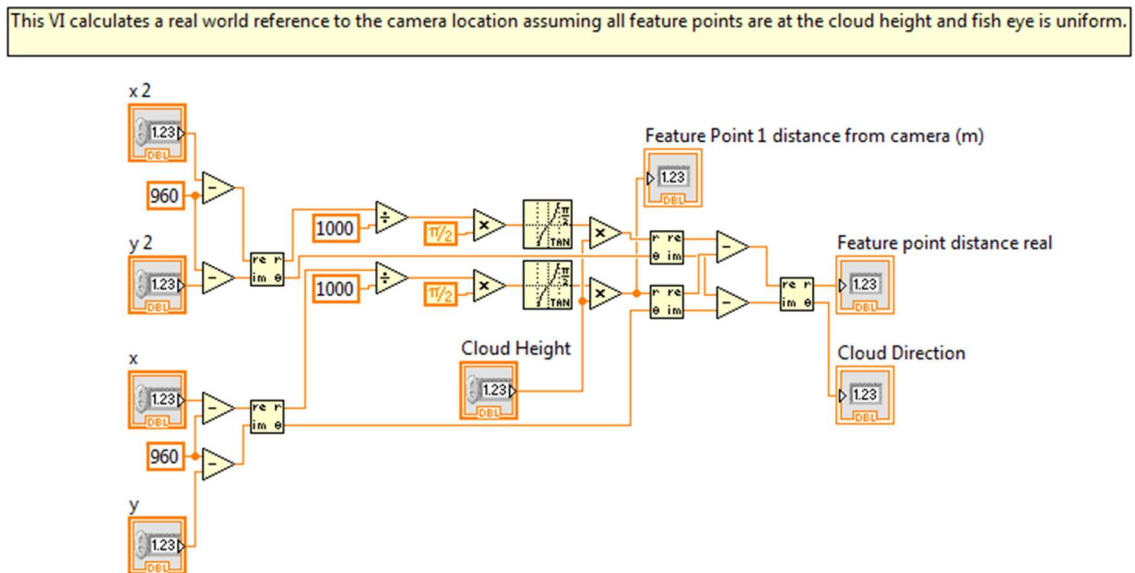 This VI calculates a real world reference to the camera location assuming all feature points are at the cloud height and fish eye is uniform.
x 2
1.23
DBL
960
y 2
1.23
DBL
re r
im θ
1000
π/2
TAN
1000
π/2
TAN
Feature Point 1 distance from camera (m)
1.23
DBL
r re
θ im
r re
θ im
re r
im θ
Feature point distance real
1.23
DBL
Cloud Direction
1.23
DBL
Cloud Height
1.23
DBL
x
1.23
DBL
960
re r
im θ
y
1.23
DBL